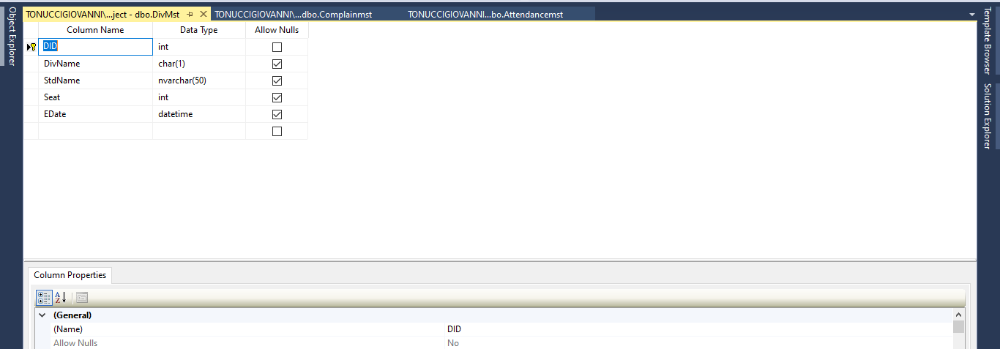 Object Explorer
TONUCCIGIOVANNI\...ject - dbo.DivMst
TONUCCIGIOVANNI\...dbo.Complainmst
TONUCCIGIOVANNI...bo.Attendancemst
Column Name Data Type Allow Nulls
DID int
DivName char(1)
StdName nvarchar(50)
Seat int
EDate datetime
Column Properties
(General)
(Name) DID
Allow Nulls No
Template Browser
Solution Explorer